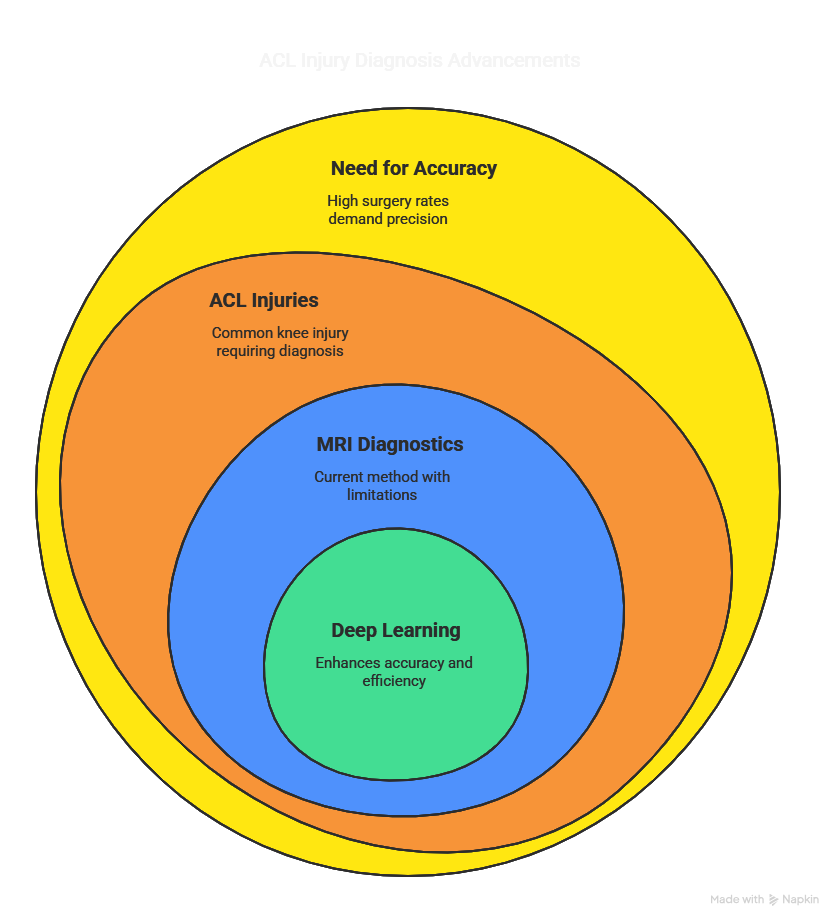 ACL Injury Diagnosis Advancements
Need for Accuracy
High surgery rates
demand precision
ACL Injuries
Common knee injury
requiring diagnosis
MRI Diagnostics
Current method with
limitations
Deep Learning
Enhances accuracy and
efficiency
Made with Napkin